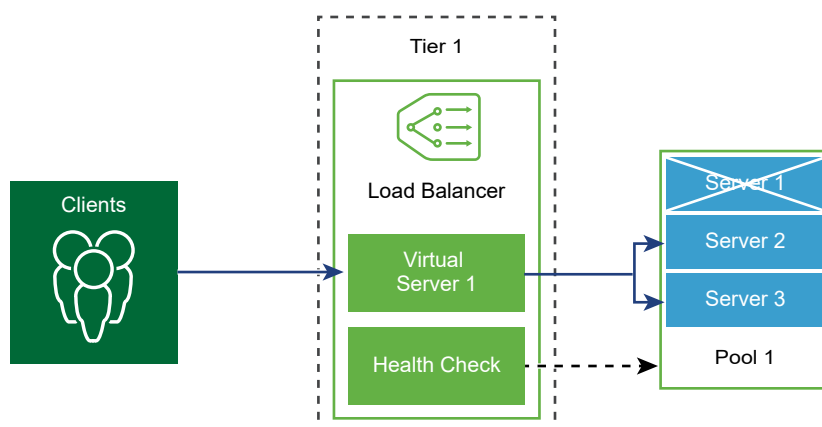 Tier 1
Load Balancer
Clients
Virtual
Server 1
Health Check
Server 1
Server 2
Server 3
Pool 1